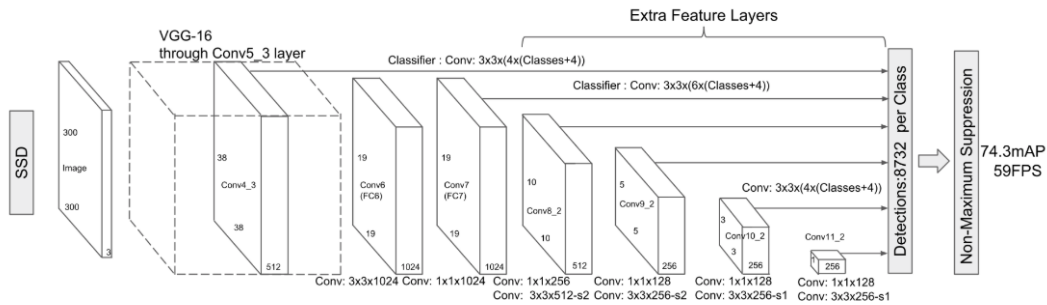 Extra Feature Layers
VGG-16
through Conv5_3 layer
Classifier : Conv: 3x3x(4x(Classes+4))
Classifier : Conv: 3x3x(6x(Classes+4))
SSD
300
Image
300
3
38
Conv4_3
38
512
19
Conv6
(FC6)
19
1024
19
Conv7
(FC7)
19
1024
10
Conv8_2
10
512
5
Conv9_2
5
256
Conv: 3x3x(4x(Classes+4))
3
Conv10_2
3
256
Conv11_2
1
256
Conv: 3x3x1024
Conv: 1x1x1024
Conv: 1x1x256
Conv: 3x3x512-s2
Conv: 1x1x128
Conv: 3x3x256-s2
Conv: 1x1x128
Conv: 3x3x256-s1
Conv: 1x1x128
Conv: 3x3x256-s1
Detections:8732 per Class
Non-Maximum Suppression
74.3mAP
59FPS